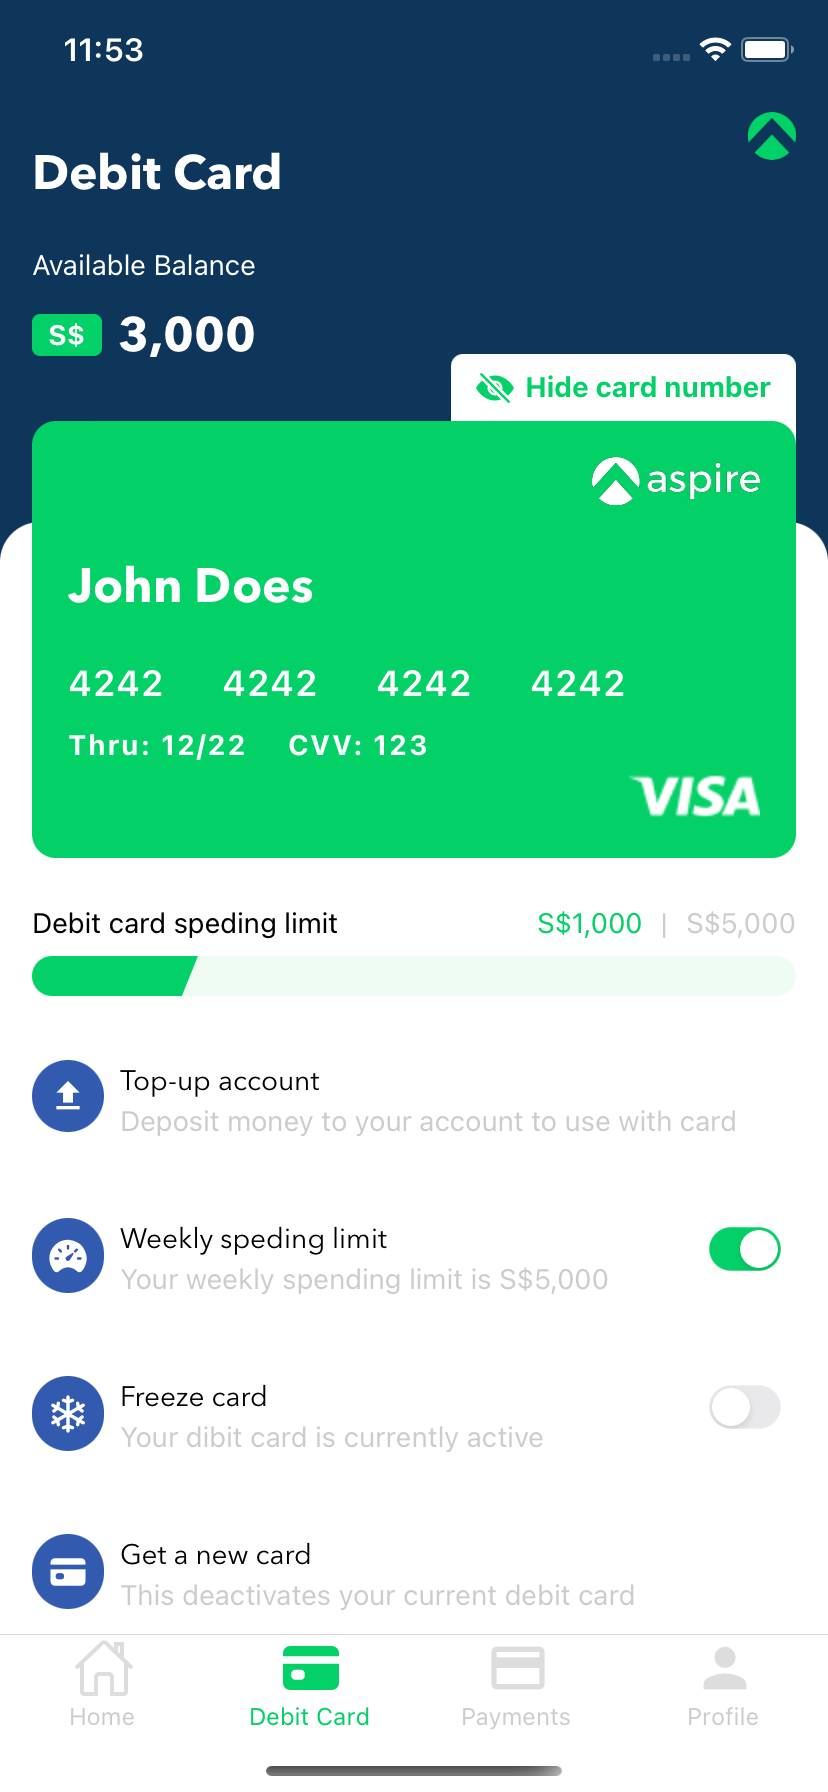 11:53
Debit Card
Available Balance
S$ 3,000
Hide card number
aspire
John Does
4242 4242 4242 4242
Thru: 12/22 CVV: 123
VISA
Debit card speding limit S$1,000 | S$5,000
Top-up account
Deposit money to your account to use with card
Weekly speding limit
Your weekly spending limit is S$5,000
Freeze card
Your dibit card is currently active
Get a new card
This deactivates your current debit card
Home Debit Card Payments Profile